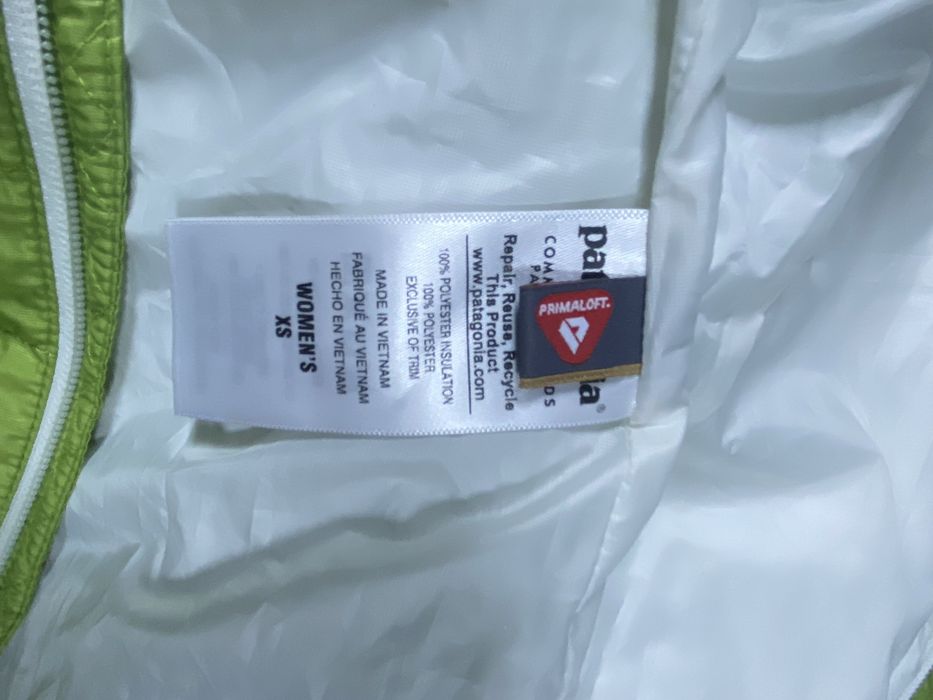 PRIMALOFT®
Repair, Reuse, Recycle
This Product
www.patagonia.com
100% POLYESTER INSULATION
100% POLYESTER
EXCLUSIVE OF TRIM
MADE IN VIETNAM
FABRIQUÉ AU VIETNAM
HECHO EN VIETNAM
WOMEN'S
XS